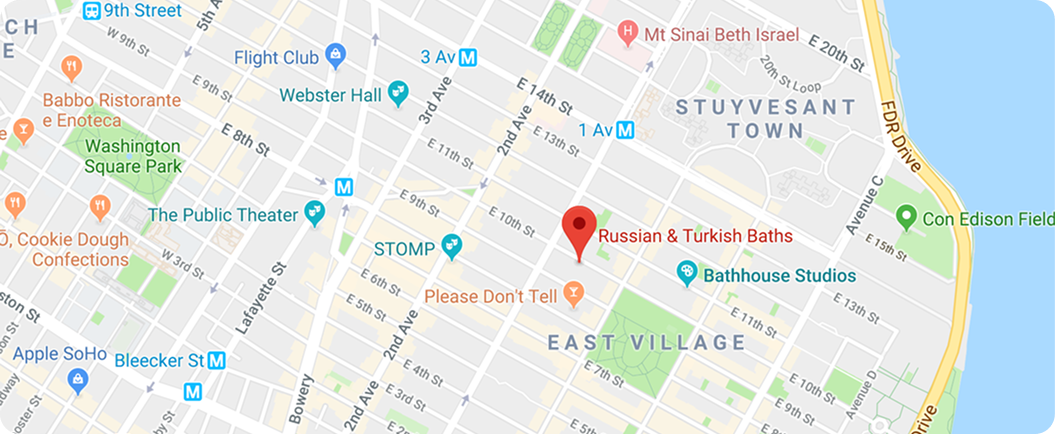 9th Street
5th A
CH
E
W 9th St
Flight Club
3 Av M
Mt Sinai Beth Israel
E 20th St
20th St Loop
Babbo Ristorante
e Enoteca
E 9th St
Webster Hall
3rd Ave
E 14th St
STUYVESANT
TOWN
FDR Drive
e
Washington
Square Park
E 8th St
2nd Ave
E 13th St
1 Av M
E 11th St
M
Avenue C
The Public Theater
E 9th St
E 10th St
Russian & Turkish Baths
Con Edison Field
E 15th St
Ō, Cookie Dough
Confections
W 3rd St
STOMP
Bathhouse Studios
Lafayette St
E 6th St
E 5th St
Please Don't Tell
E 13th St
ston St
2nd Ave
EAST VILLAGE
E 11th St
Apple SoHo
Bleecker St M
M
E 7th St
E 4th St
E 3rd St
E 10th St
E 9th St
E 8th St
Avenue D
Bowery
2nd Ave
on St
adway
oster St
by St
Drive